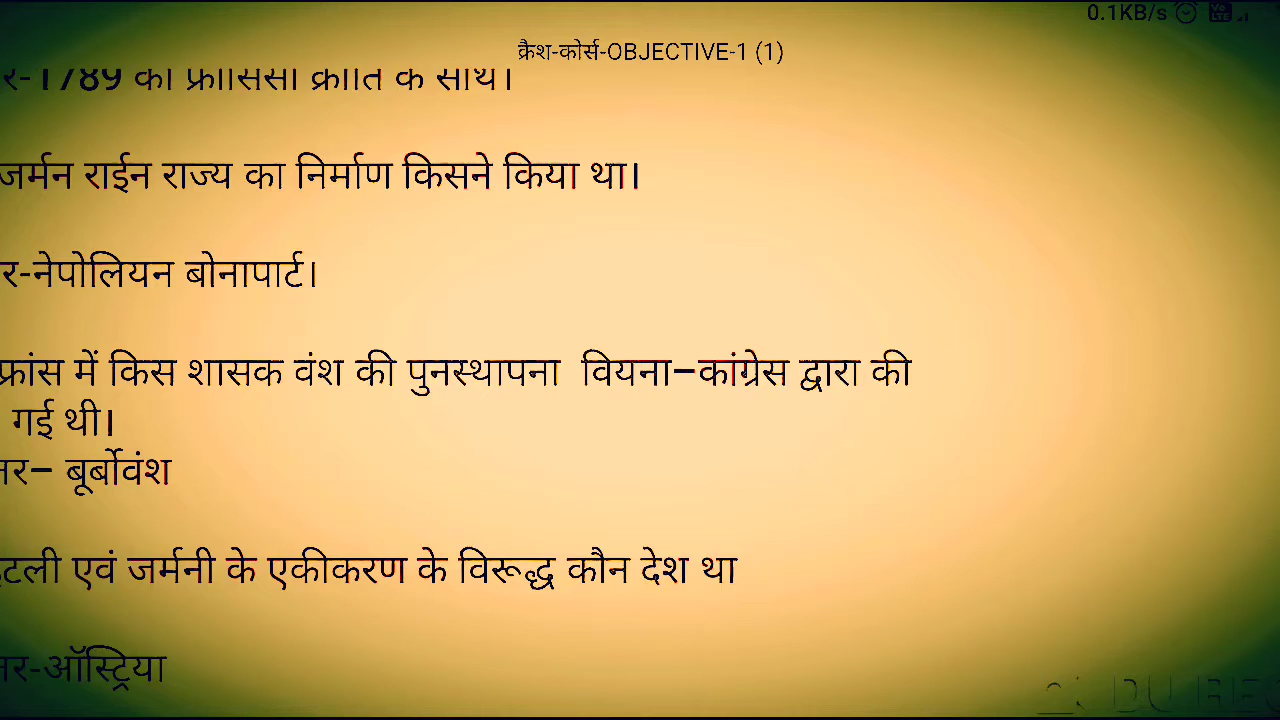 0.1KB/s
क्रैश-कोर्स-OBJECTIVE-1 (1)
र-1789 की फ्रांसिसी क्रांति के साथ।
जर्मन राईन राज्य का निर्माण किसने किया था।
र-नेपोलियन बोनापार्ट।
फ्रांस में किस शासक वंश की पुनस्थापना वियना–कांग्रेस द्वारा की
गई थी।
तर– बूर्बोवंश
टली एवं जर्मनी के एकीकरण के विरूद्ध कौन देश था
तर-ऑस्ट्रिया